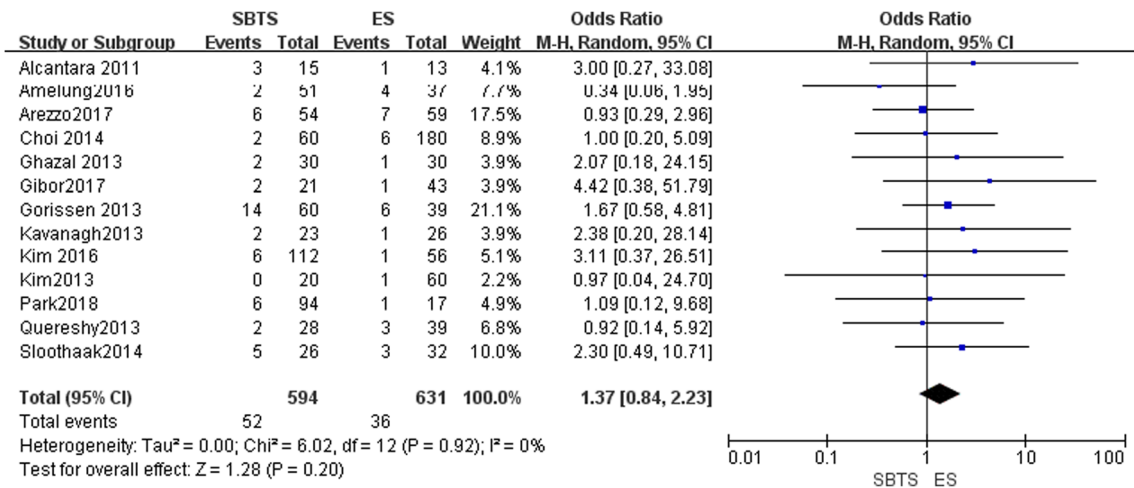 SBTS ES Odds Ratio Odds Ratio
Study or Subgroup Events Total Events Total Weight M-H, Random, 95% CI M-H, Random, 95% CI
Alcantara 2011 3 15 1 13 4.1% 3.00 [0.27, 33.08]
Amelung2016 2 51 4 37 7.7% 0.34 [0.06, 1.95]
Arezzo2017 6 54 7 59 17.5% 0.93 [0.29, 2.96]
Choi 2014 2 60 6 180 8.9% 1.00 [0.20, 5.09]
Ghazal 2013 2 30 1 30 3.9% 2.07 [0.18, 24.15]
Gibor2017 2 21 1 43 3.9% 4.42 [0.38, 51.79]
Gorissen 2013 14 60 6 39 21.1% 1.67 [0.58, 4.81]
Kavanagh2013 2 23 1 26 3.9% 2.38 [0.20, 28.14]
Kim 2016 6 112 1 56 5.1% 3.11 [0.37, 26.51]
Kim2013 0 20 1 60 2.2% 0.97 [0.04, 24.70]
Park2018 6 94 1 17 4.9% 1.09 [0.12, 9.68]
Quereshy2013 2 28 3 39 6.8% 0.92 [0.14, 5.92]
Sloothaak2014 5 26 3 32 10.0% 2.30 [0.49, 10.71]
Total (95% CI) 594 631 100.0% 1.37 [0.84, 2.23]
Total events 52 36
Heterogeneity: Tau² = 0.00; Chi² = 6.02, df = 12 (P = 0.92); I² = 0%
Test for overall effect: Z = 1.28 (P = 0.20)
0.01 0.1 1 10 100
SBTS ES